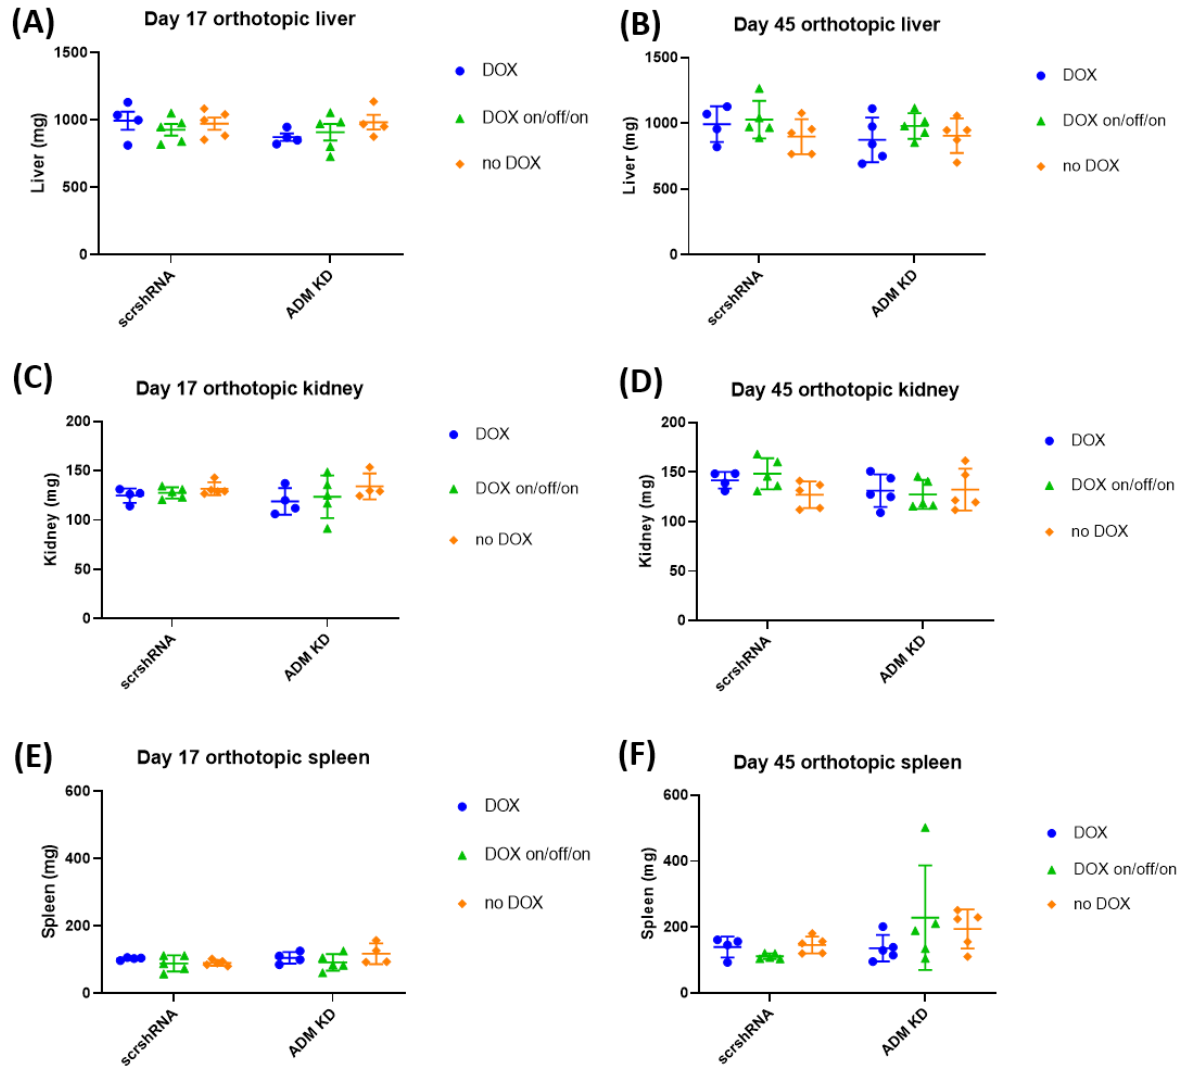 (A)
Day 17 orthotopic liver
1500
1000
500
0
Liver (mg)
scrshRNA
ADM KD
DOX
DOX on/off/on
no DOX
(B)
Day 45 orthotopic liver
1500
1000
500
0
Liver (mg)
scrshRNA
ADM KD
DOX
DOX on/off/on
no DOX
(C)
Day 17 orthotopic kidney
200
150
100
50
0
Kidney (mg)
scrshRNA
ADM KD
DOX
DOX on/off/on
no DOX
(D)
Day 45 orthotopic kidney
200
150
100
50
0
Kidney (mg)
scrshRNA
ADM KD
DOX
DOX on/off/on
no DOX
(E)
Day 17 orthotopic spleen
600
400
200
0
Spleen (mg)
scrshRNA
ADM KD
DOX
DOX on/off/on
no DOX
(F)
Day 45 orthotopic spleen
600
400
200
0
Spleen (mg)
scrshRNA
ADM KD
DOX
DOX on/off/on
no DOX